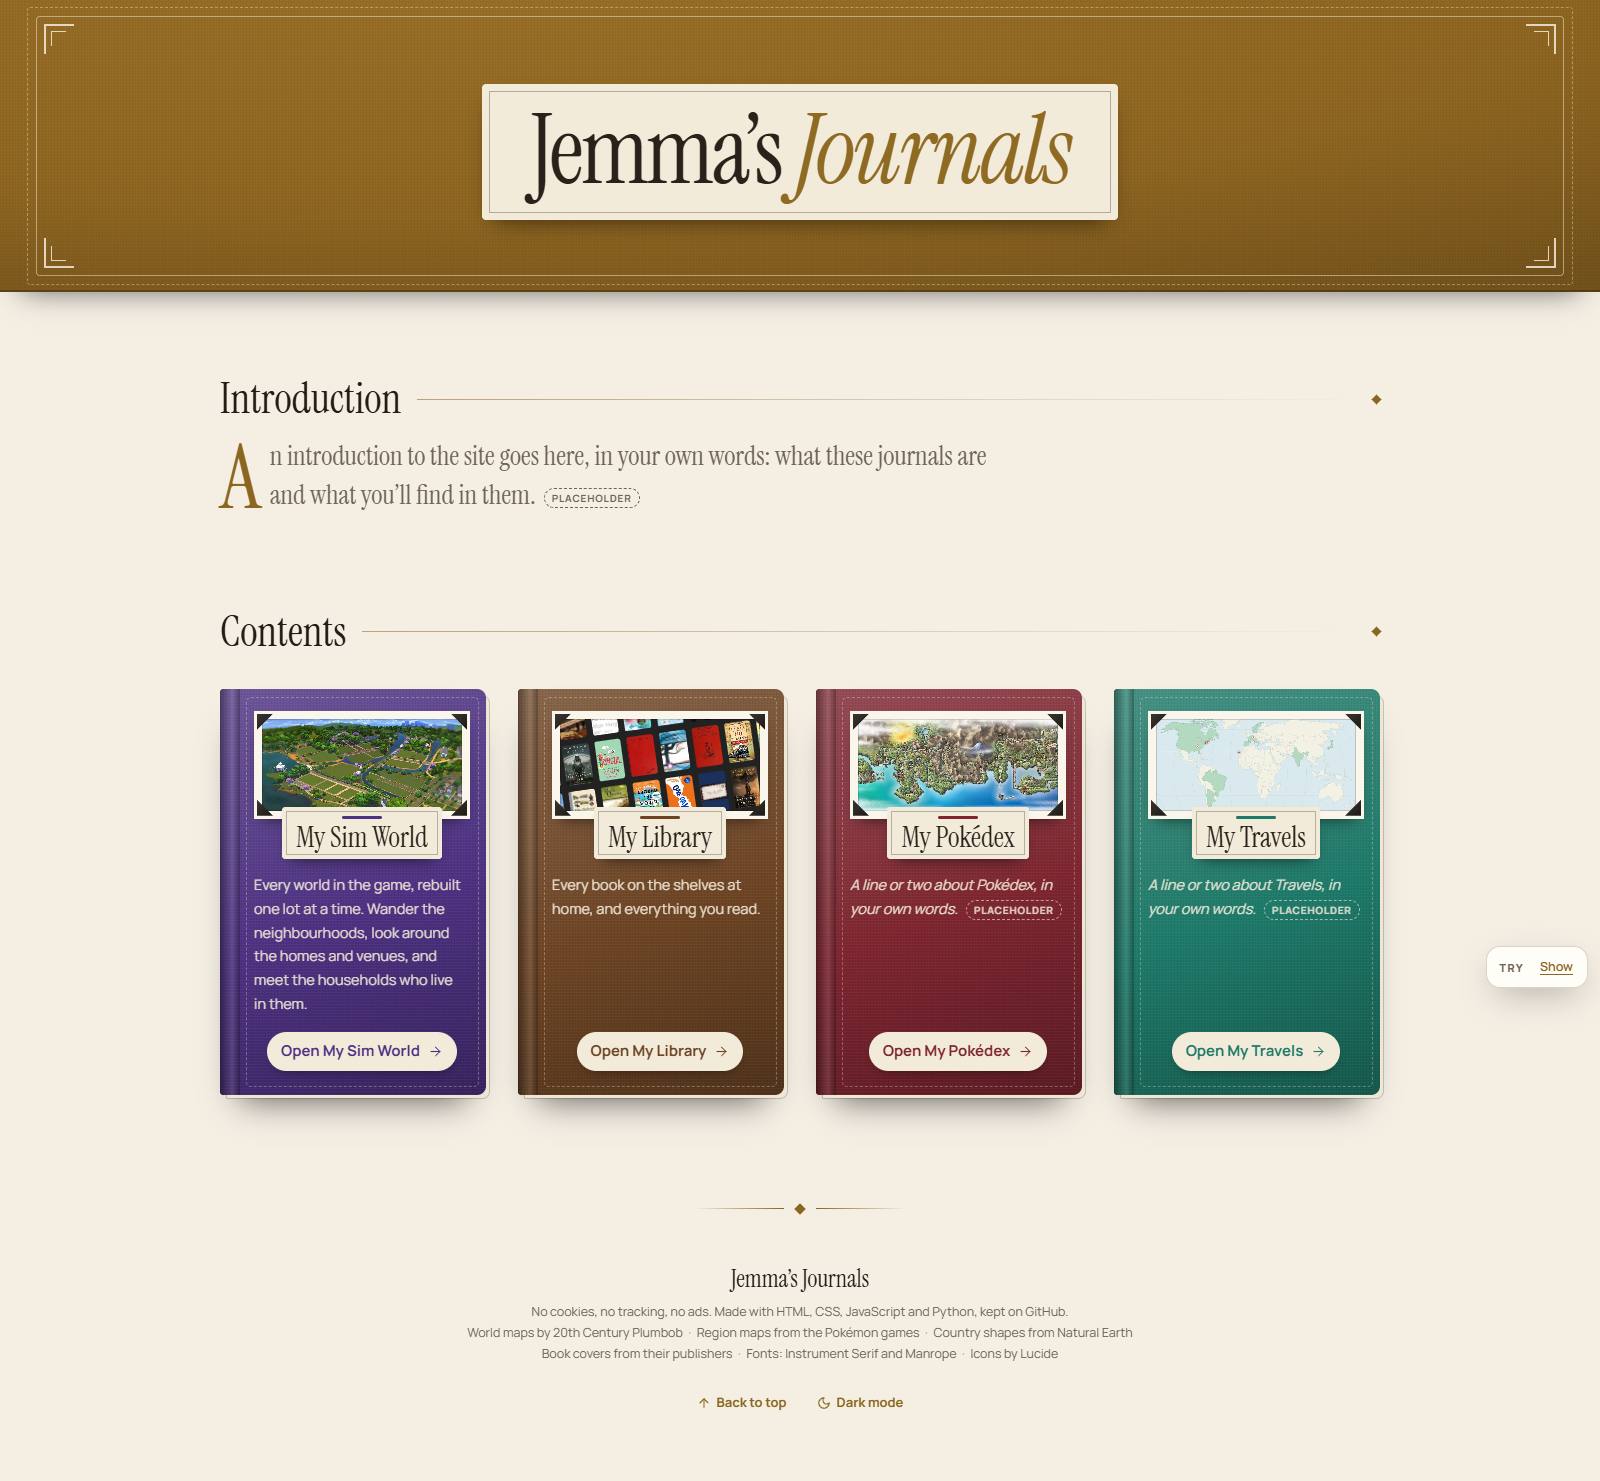 Jemma’s Journals
Introduction
An introduction to the site goes here, in your own words: what these journals are
and what you’ll find in them. PLACEHOLDER
Contents
My Sim World
Every world in the game, rebuilt
one lot at a time. Wander the
neighbourhoods, look around
the homes and venues, and
meet the households who live
in them.
Open My Sim World →
My Library
Every book on the shelves at
home, and everything you read.
Open My Library →
My Pokédex
A line or two about Pokédex, in
your own words. PLACEHOLDER
Open My Pokédex →
My Travels
A line or two about Travels, in
your own words. PLACEHOLDER
Open My Travels →
TRY Show
Jemma’s Journals
No cookies, no tracking, no ads. Made with HTML, CSS, JavaScript and Python, kept on GitHub.
World maps by 20th Century Plumbob · Region maps from the Pokémon games · Country shapes from Natural Earth
Book covers from their publishers · Fonts: Instrument Serif and Manrope · Icons by Lucide
↑ Back to top Dark mode